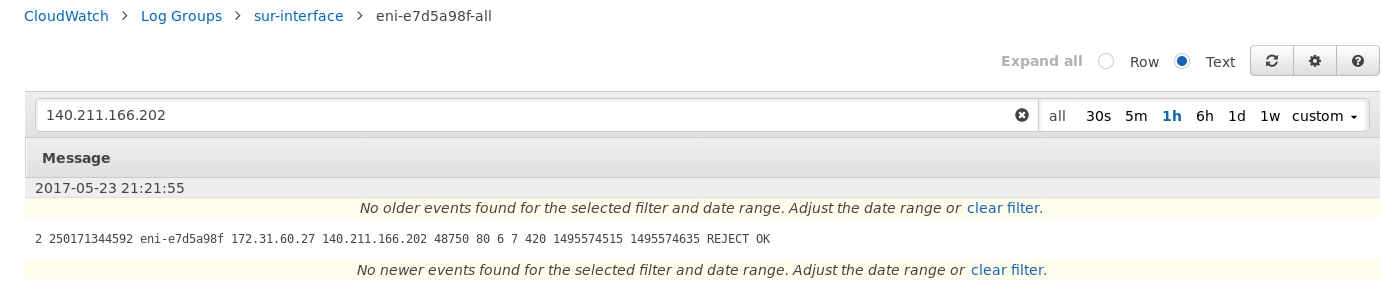 CloudWatch > Log Groups > sur-interface > eni-e7d5a98f-all
Expand all Row Text
140.211.166.202 all 30s 5m 1h 6h 1d 1w custom
Message
2017-05-23 21:21:55
No older events found for the selected filter and date range. Adjust the date range or clear filter.
2 250171344592 eni-e7d5a98f 172.31.60.27 140.211.166.202 48750 80 6 7 420 1495574515 1495574635 REJECT OK
No newer events found for the selected filter and date range. Adjust the date range or clear filter.